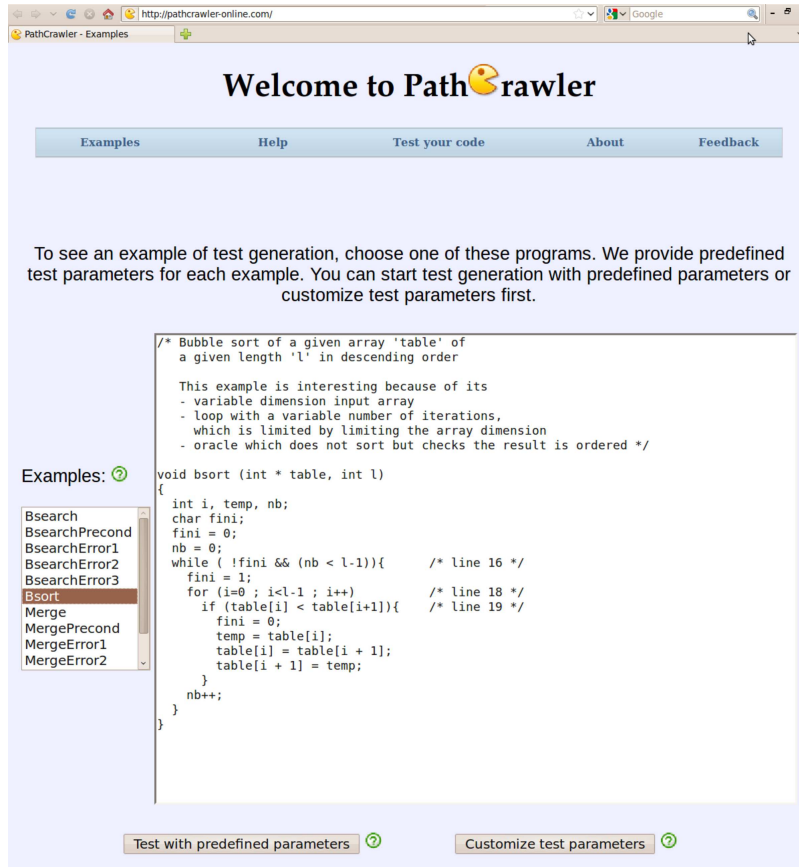 http://pathcrawler-online.com/
Google
PathCrawler - Examples
Welcome to Path rawler
Examples Help Test your code About Feedback
To see an example of test generation, choose one of these programs. We provide predefined
test parameters for each example. You can start test generation with predefined parameters or
customize test parameters first.
/* Bubble sort of a given array 'table' of
a given length 'l' in descending order
This example is interesting because of its
- variable dimension input array
- loop with a variable number of iterations,
which is limited by limiting the array dimension
- oracle which does not sort but checks the result is ordered */
void bsort (int * table, int l)
{
int i, temp, nb;
char fini;
fini = 0;
nb = 0;
while ( !fini && (nb < l-1)){ /* line 16 */
fini = 1;
for (i=0 ; i<l-1 ; i++) /* line 18 */
if (table[i] < table[i+1]){ /* line 19 */
fini = 0;
temp = table[i];
table[i] = table[i + 1];
table[i + 1] = temp;
}
nb++;
}
}
Examples: ?
Bsearch
BsearchPrecond
BsearchError1
BsearchError2
BsearchError3
Bsort
Merge
MergePrecond
MergeError1
MergeError2
Test with predefined parameters ? Customize test parameters ?